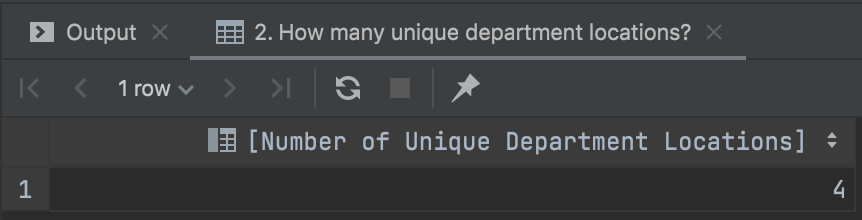 Output
2. How many unique department locations?
1 row
[Number of Unique Department Locations]
1 4